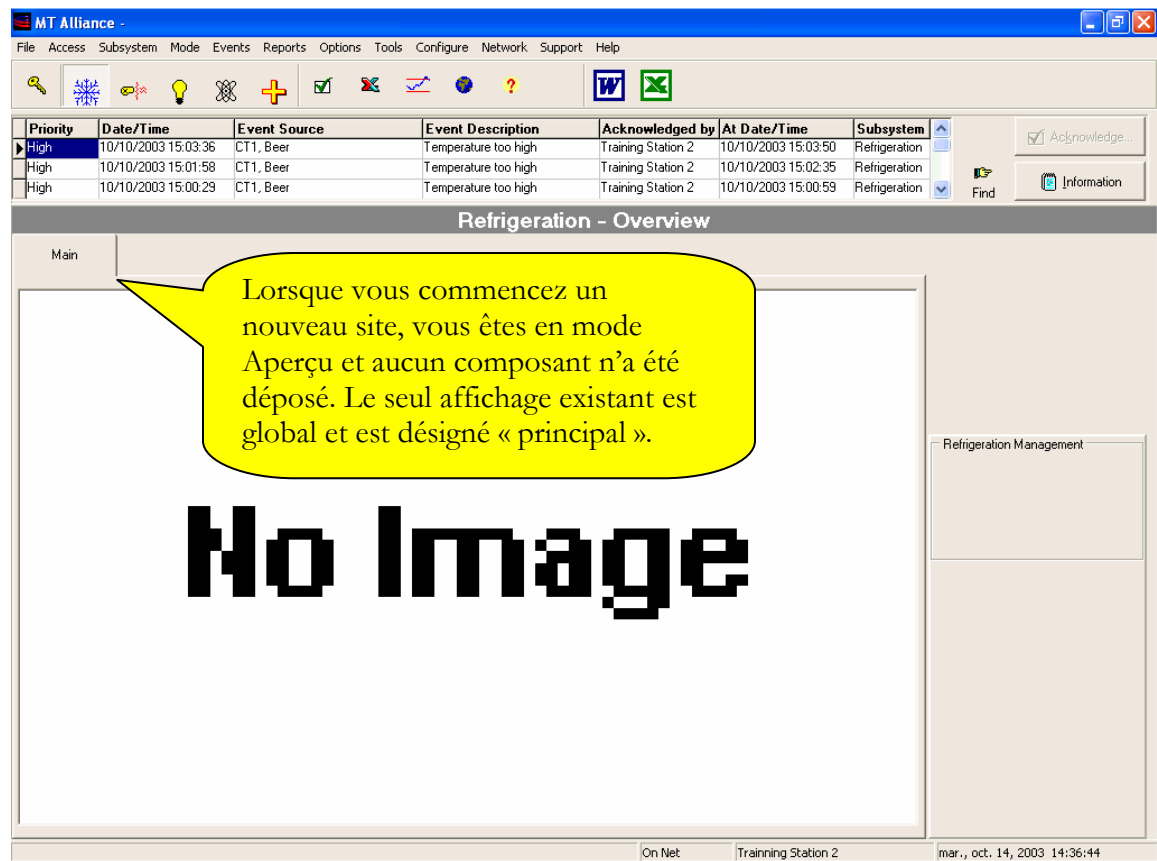 MT Alliance -
File Access Subsystem Mode Events Reports Options Tools Configure Network Support Help
Priority Date/Time Event Source Event Description Acknowledged by At Date/Time Subsystem
High 10/10/2003 15:03:36 CT1, Beer Temperature too high Training Station 2 10/10/2003 15:03:50 Refrigeration
High 10/10/2003 15:01:58 CT1, Beer Temperature too high Training Station 2 10/10/2003 15:02:35 Refrigeration
High 10/10/2003 15:00:29 CT1, Beer Temperature too high Training Station 2 10/10/2003 15:00:59 Refrigeration
Find
Acknowledge...
Information
Refrigeration - Overview
Main
Lorsque vous commencez un
nouveau site, vous êtes en mode
Aperçu et aucun composant n’a été
déposé. Le seul affichage existant est
global et est désigné « principal ».
No Image
Refrigeration Management
On Net Trainning Station 2 mar., oct. 14, 2003 14:36:44